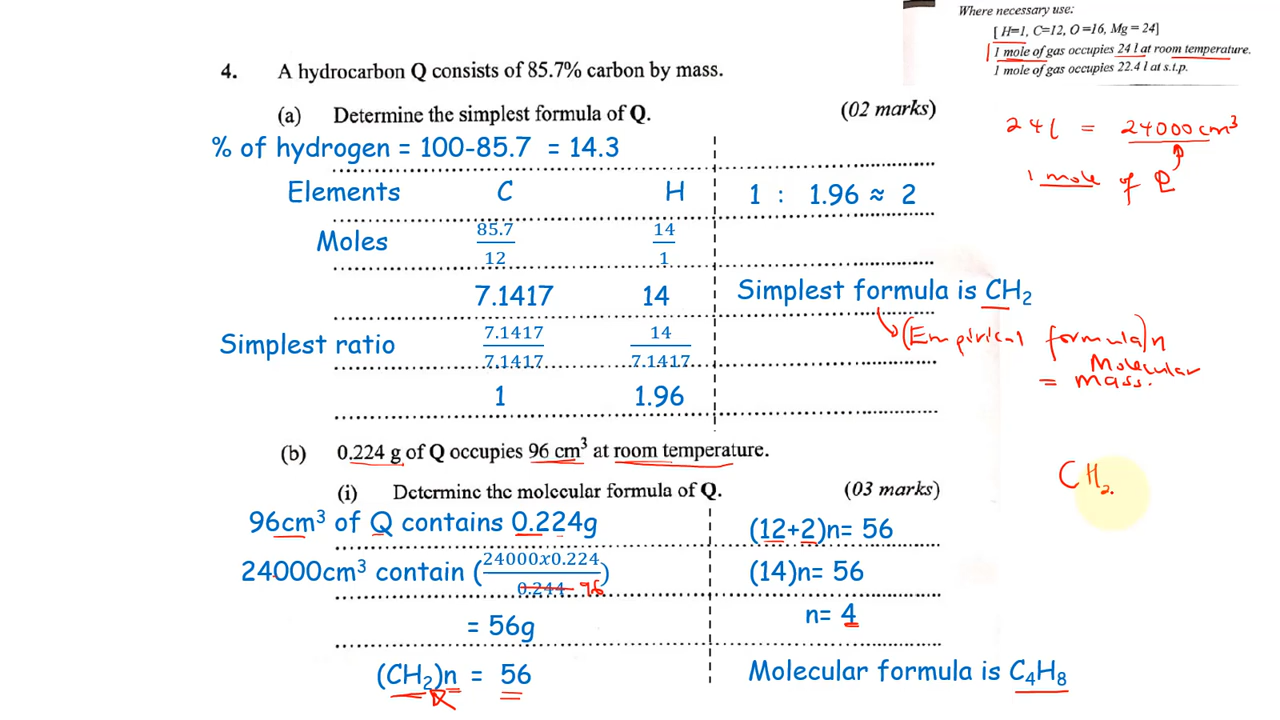 Where necessary use:
[ H=1, C=12, O=16, Mg = 24]
1 mole of gas occupies 24 l at room temperature.
1 mole of gas occupies 22.4 l at s.t.p.
24l = 24000cm³
1 mole of Q
4. A hydrocarbon Q consists of 85.7% carbon by mass.
(a) Determine the simplest formula of Q. (02 marks)
% of hydrogen = 100-85.7 = 14.3
Elements C H
Moles 85.7/12 14/1
7.1417 14
Simplest ratio 7.1417/7.1417 14/7.1417
1 1.96
1 : 1.96 ≈ 2
Simplest formula is CH₂
(Empirical formula)n
= Molecular mass.
(b) 0.224 g of Q occupies 96 cm³ at room temperature.
(i) Determine the molecular formula of Q. (03 marks)
96cm³ of Q contains 0.224g
24000cm³ contain (24000x0.224/0.244) 96
= 56g
(CH₂)n = 56
(12+2)n= 56
(14)n= 56
n= 4
Molecular formula is C₄H₈
CH₂.